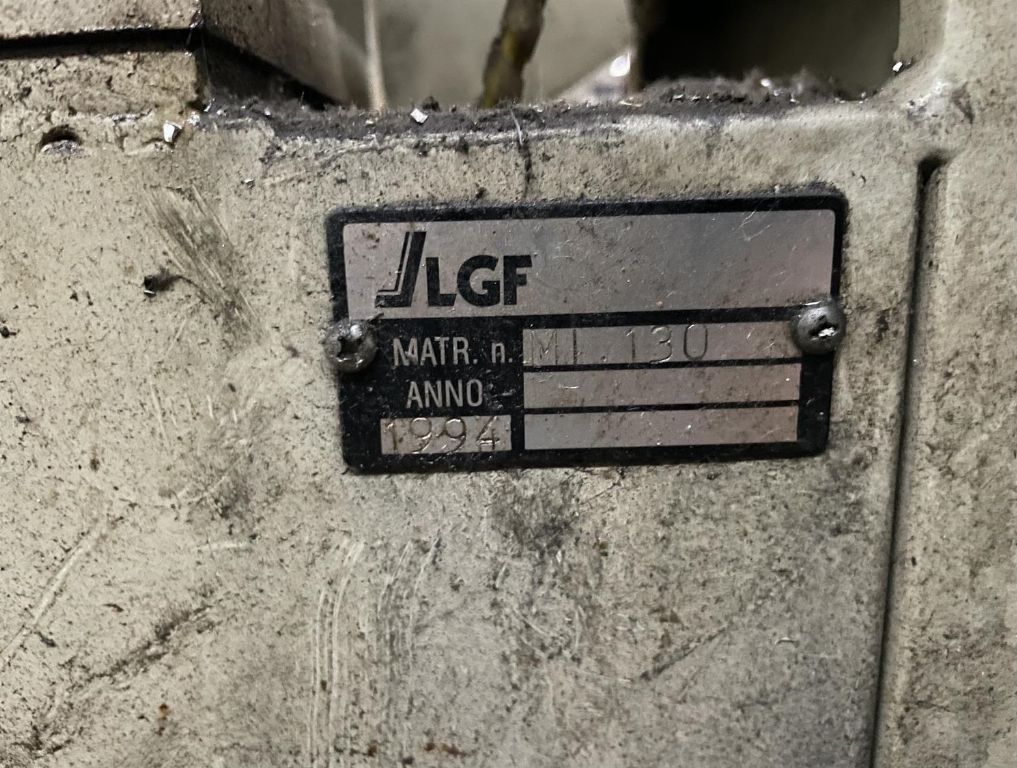 LGF
MATR. n. MI.130
ANNO
1994